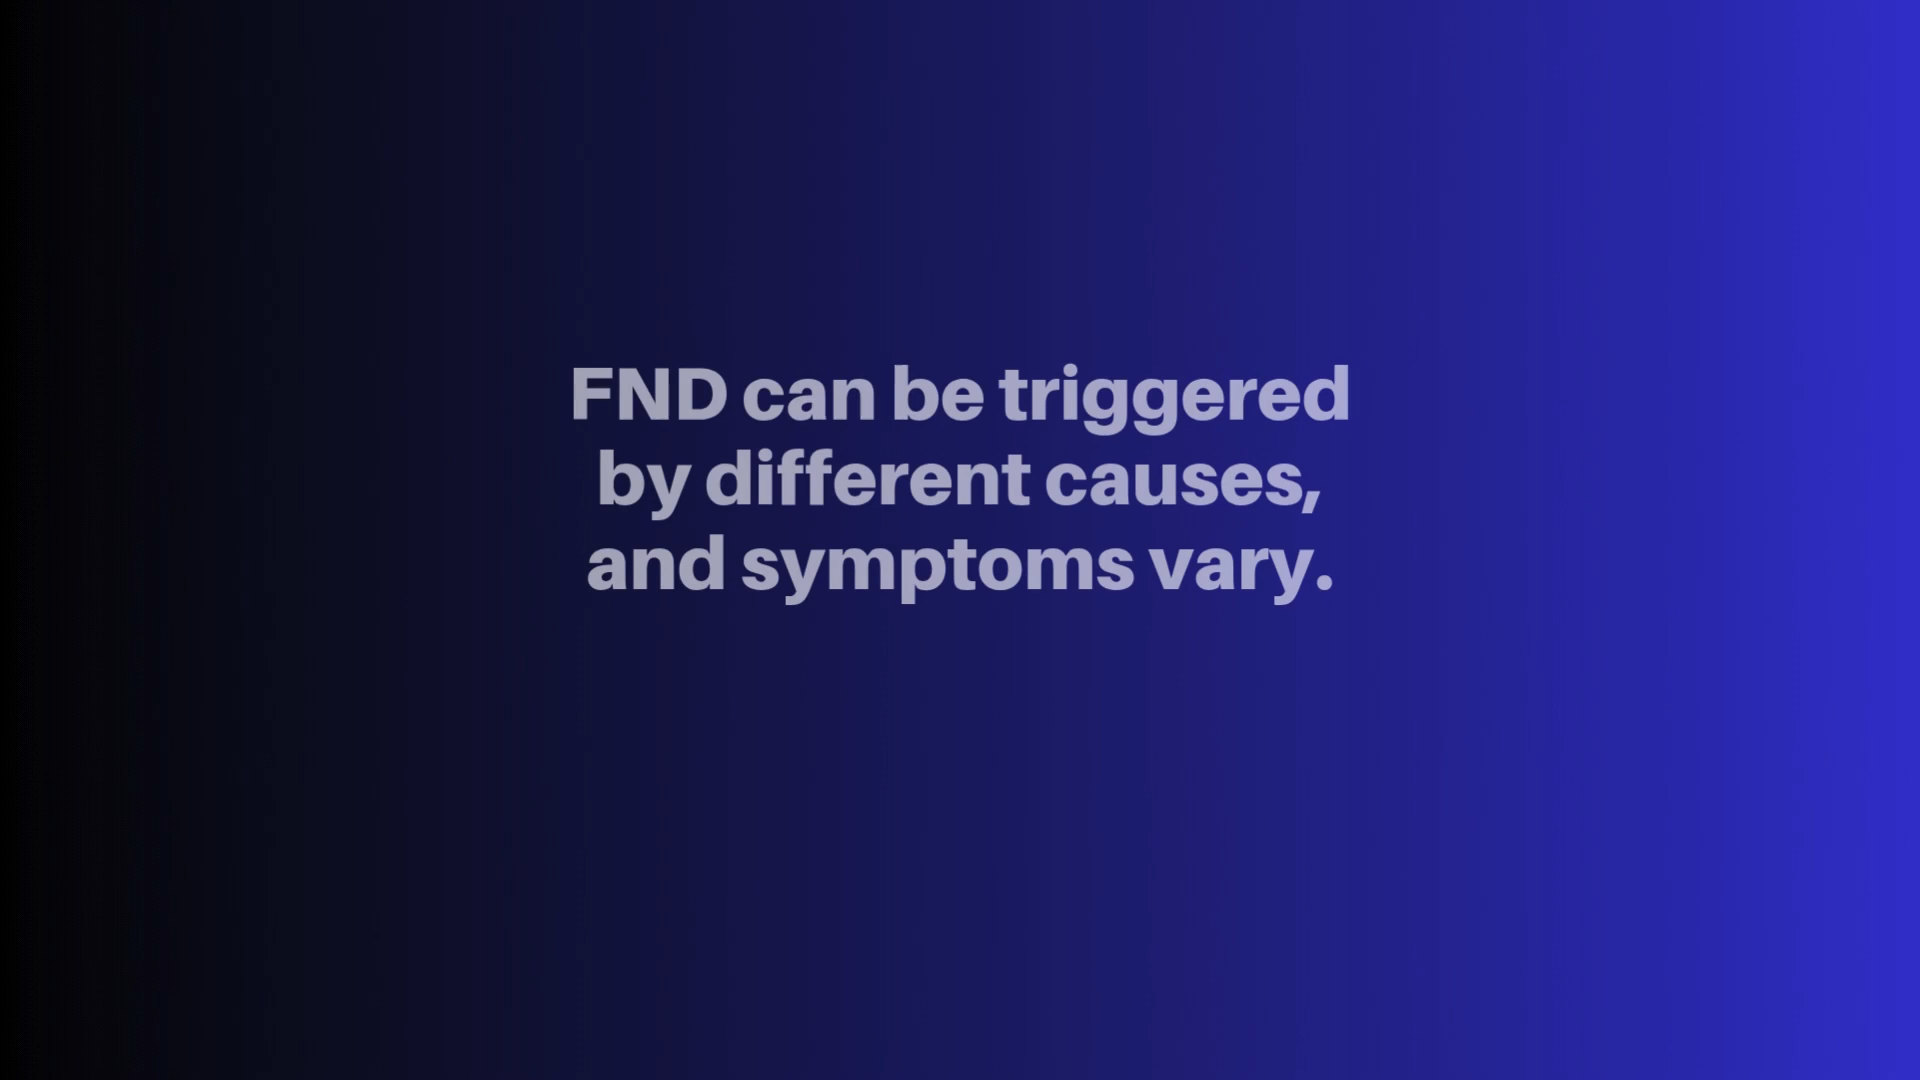 FND can be triggered
by different causes,
and symptoms vary.